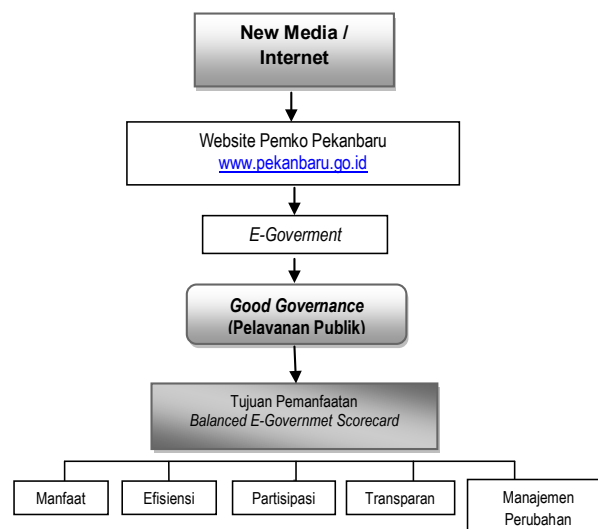 New Media /
Internet
Website Pemko Pekanbaru
www.pekanbaru.go.id
E-Goverment
Good Governance
(Pelayanan Publik)
Tujuan Pemanfaatan
Balanced E-Governmet Scorecard
Manfaat
Efisiensi
Partisipasi
Transparan
Manajemen
Perubahan